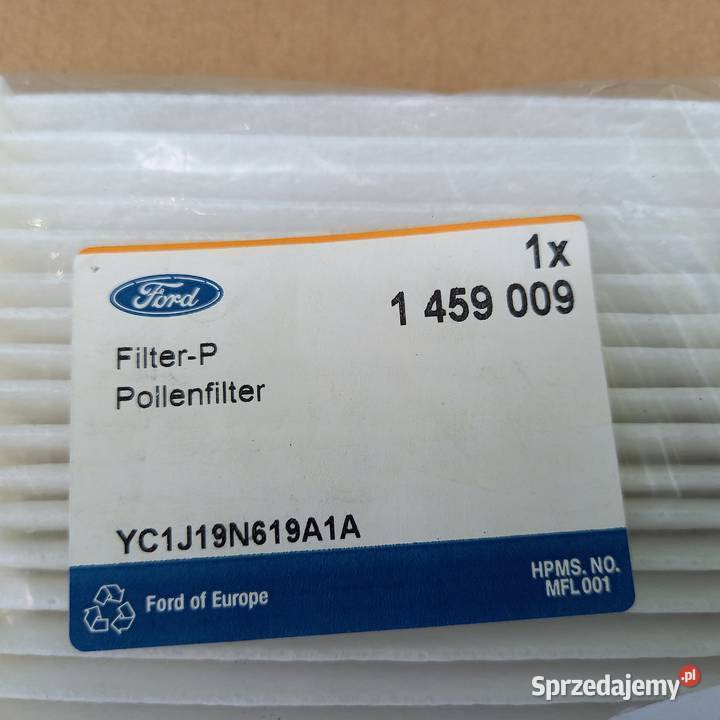 1x
Ford
1 459 009
Filter-P
Pollenfilter
YC1J19N619A1A
HPMS. NO.
MFL 001
Ford of Europe
Sprzedajemy.pl